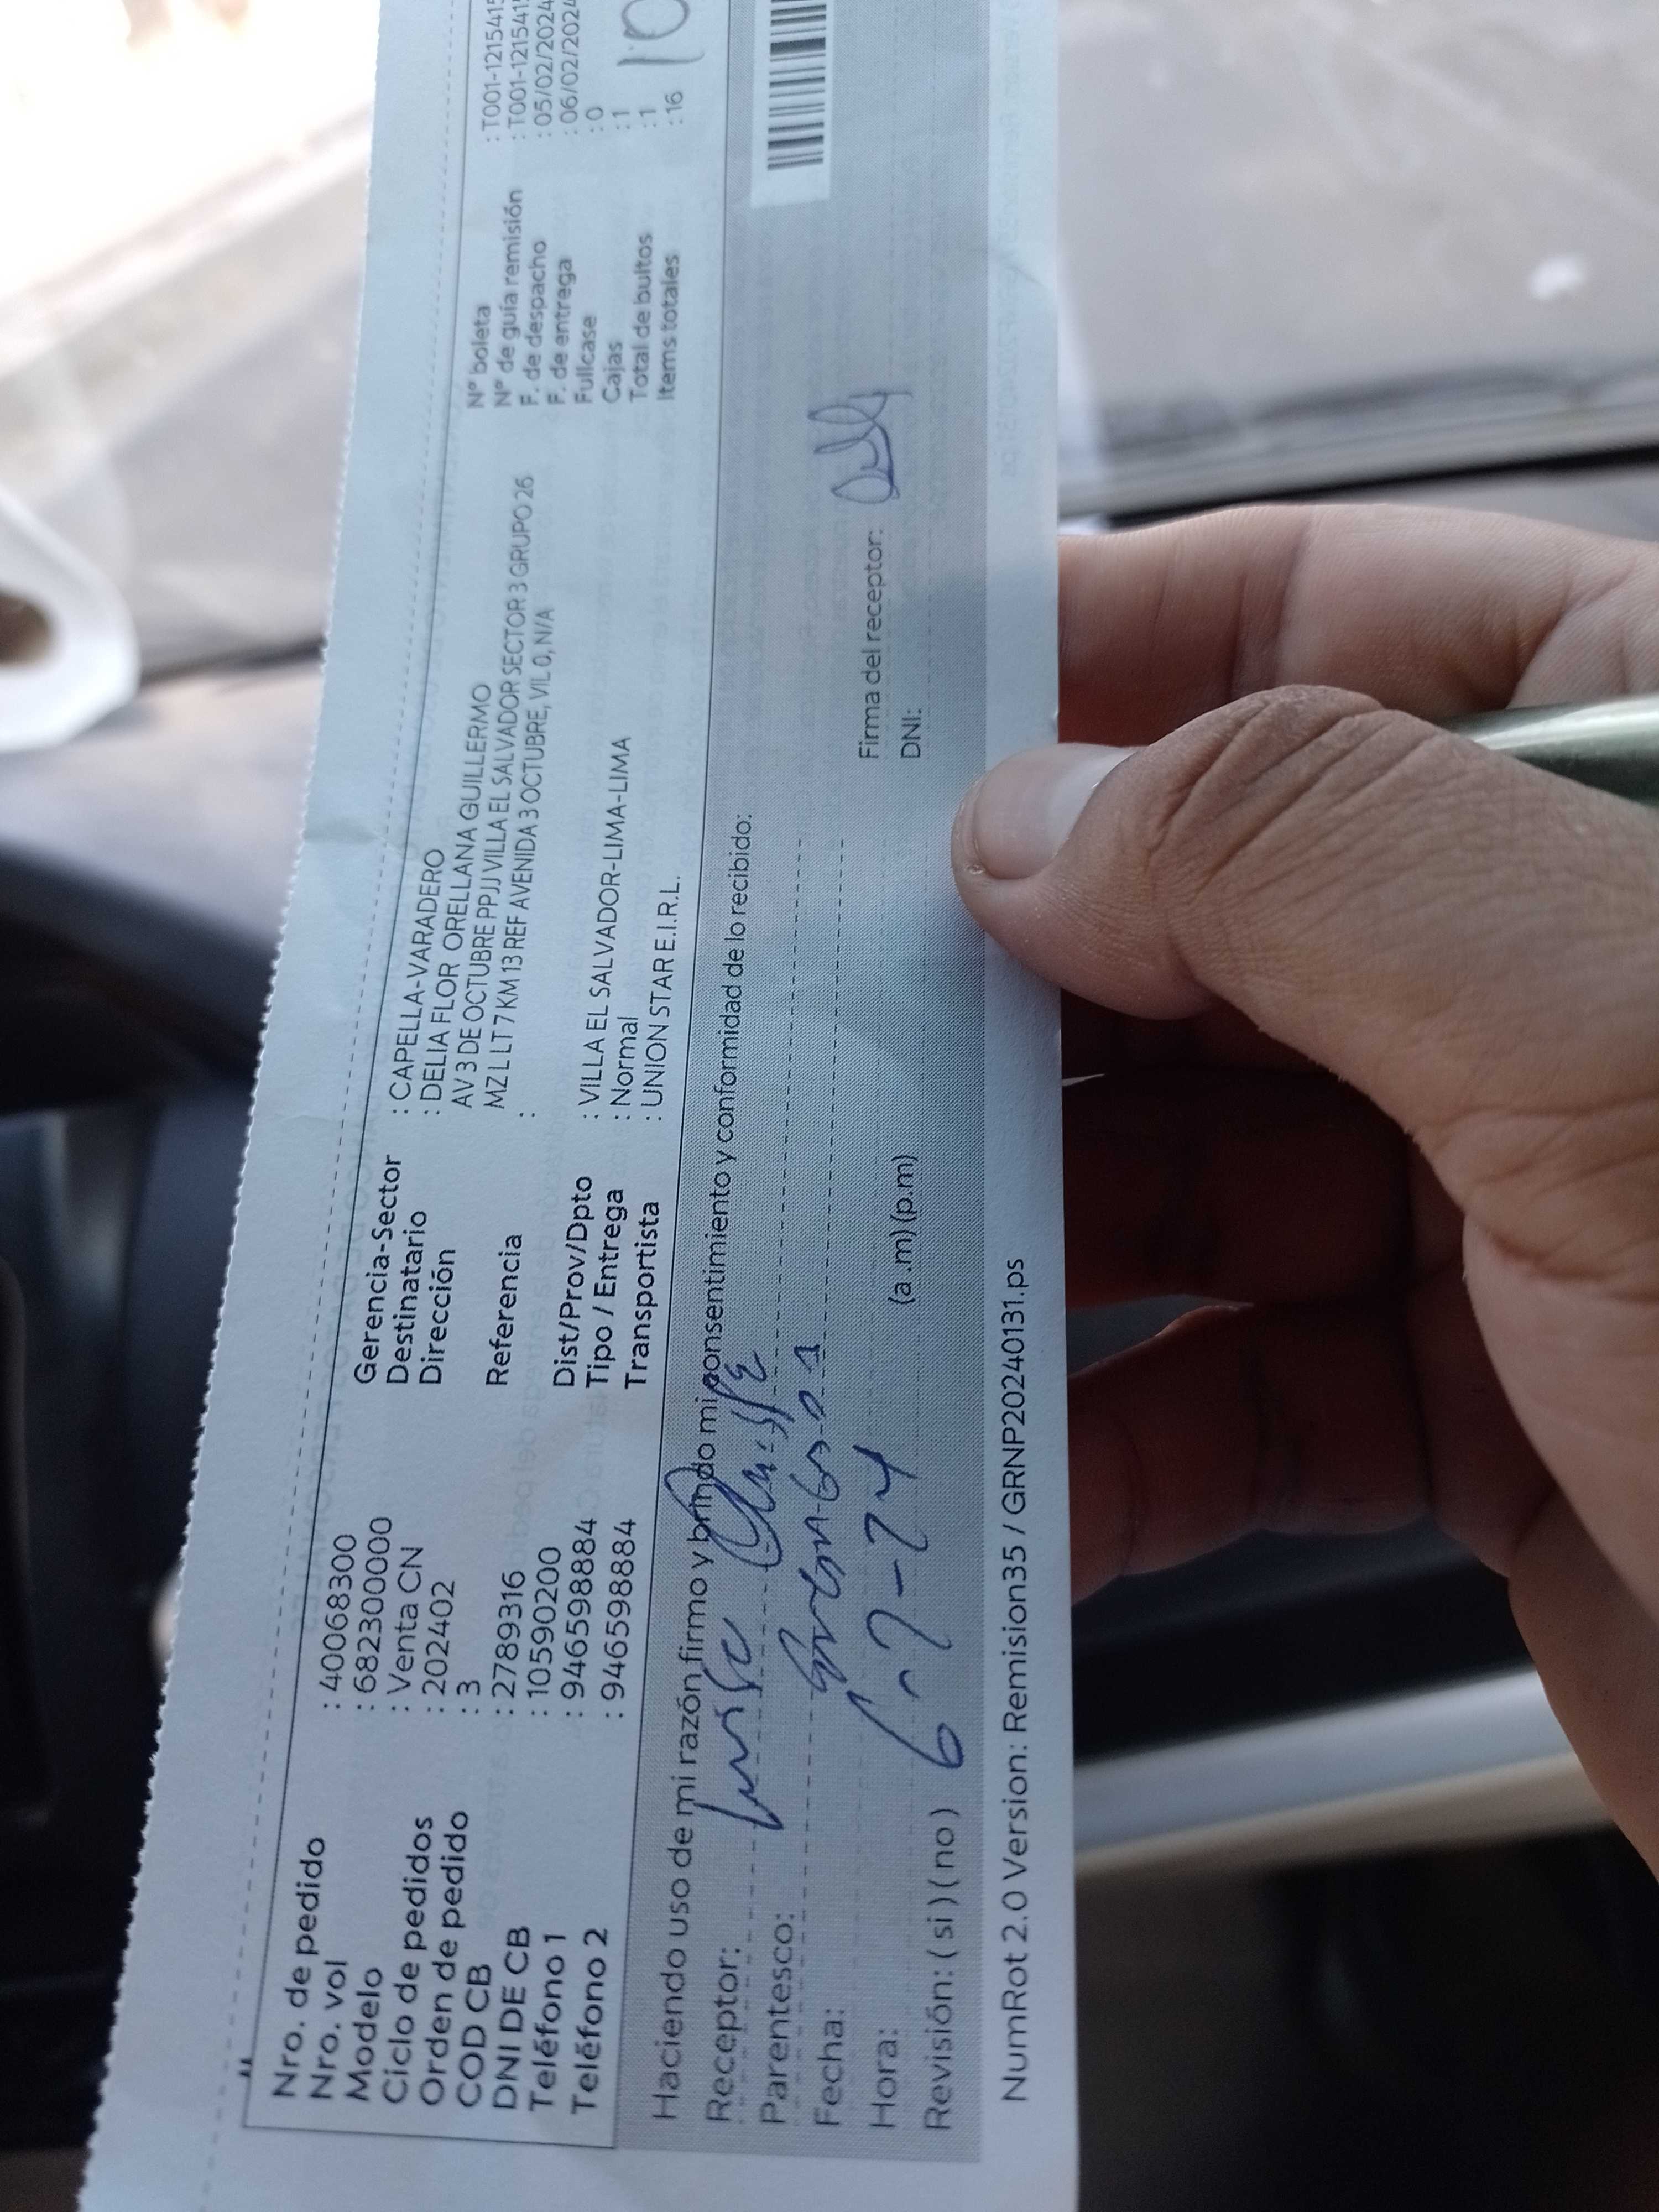 Nro. de pedido : 40068300
Nro. vol : 682300000
Modelo : Venta CN
Ciclo de pedidos : 202402
Orden de pedido : 3
COD CB : 2789316
DNI DE CB : 10590200
Teléfono 1 : 946598884
Teléfono 2 : 946598884
Gerencia-Sector : CAPELLA-VARADERO
Destinatario : DELIA FLOR ORELLANA GUILLERMO
Dirección AV 3 DE OCTUBRE PPJJ VILLA EL SALVADOR SECTOR 3 GRUPO 26
MZ L LT 7 KM 13 REF AVENIDA 3 OCTUBRE, VIL 0, N/A
Referencia :
Dist/Prov/Dpto : VILLA EL SALVADOR-LIMA-LIMA
Tipo / Entrega : Normal
Transportista : UNION STAR E.I.R.L.
N° boleta : T001-1215415
N° de guía remisión : T001-1215415
F. de despacho : 05/02/2024
F. de entrega : 06/02/2024
Fullcase : 0
Cajas : 1
Total de bultos : 1
Items totales : 16
10
Haciendo uso de mi razón firmo y brindo mi consentimiento y conformidad de lo recibido:
Receptor:
Parentesco:
Fecha: 6-2-24
Hora: (a .m) (p.m)
Revisión: ( si ) ( no )
Firma del receptor:
DNI:
NumRot 2.0 Version: Remision35 / GRNP20240131.ps